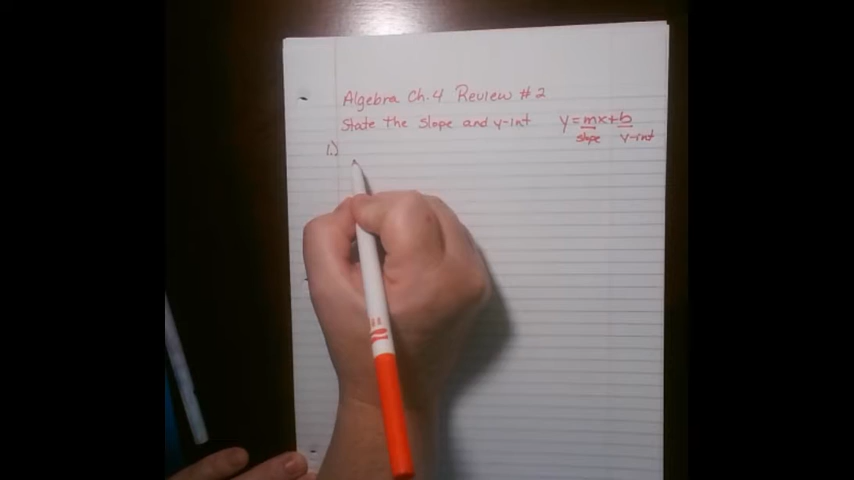 Algebra Ch.4 Review #2
State the slope and y-int y=mx+b
slope y-int
1.)